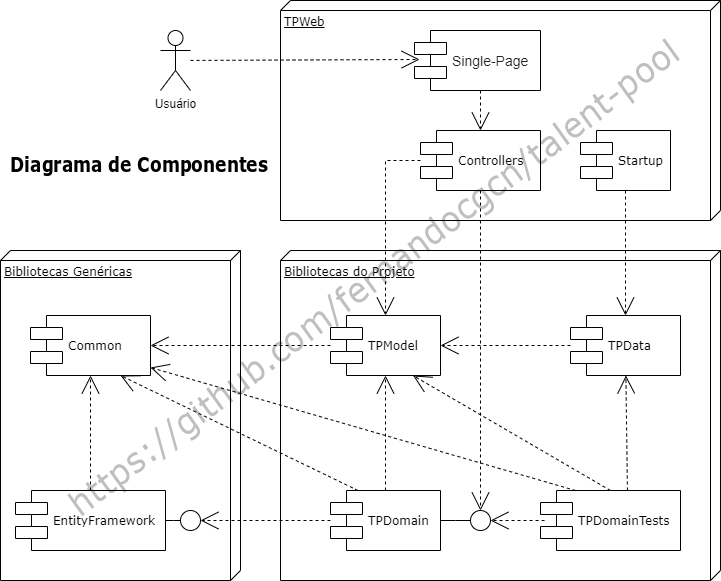 TPWeb
Single-Page
Usuário
Diagrama de Componentes
Controllers
Startup
Bibliotecas Genéricas
Bibliotecas do Projeto
Common
TPModel
TPData
EntityFramework
TPDomain
TPDomainTests
https://github.com/fernandocgcn/talent-pool